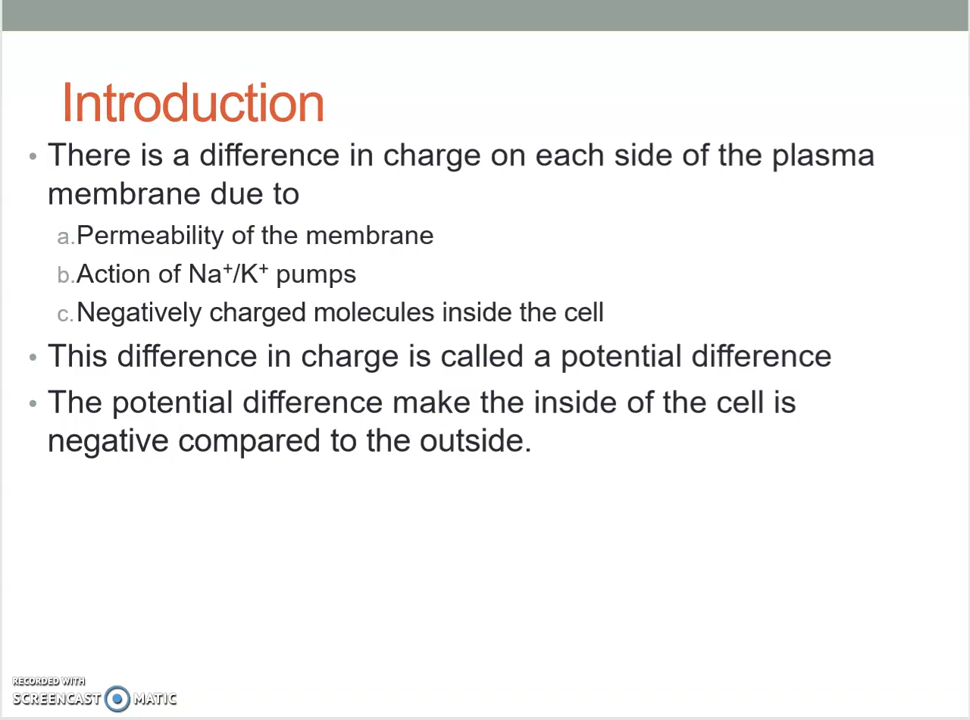 Introduction
• There is a difference in charge on each side of the plasma
membrane due to
a.Permeability of the membrane
b.Action of Na⁺/K⁺ pumps
c.Negatively charged molecules inside the cell
• This difference in charge is called a potential difference
• The potential difference make the inside of the cell is
negative compared to the outside.
RECORDED WITH
SCREENCAST MATIC